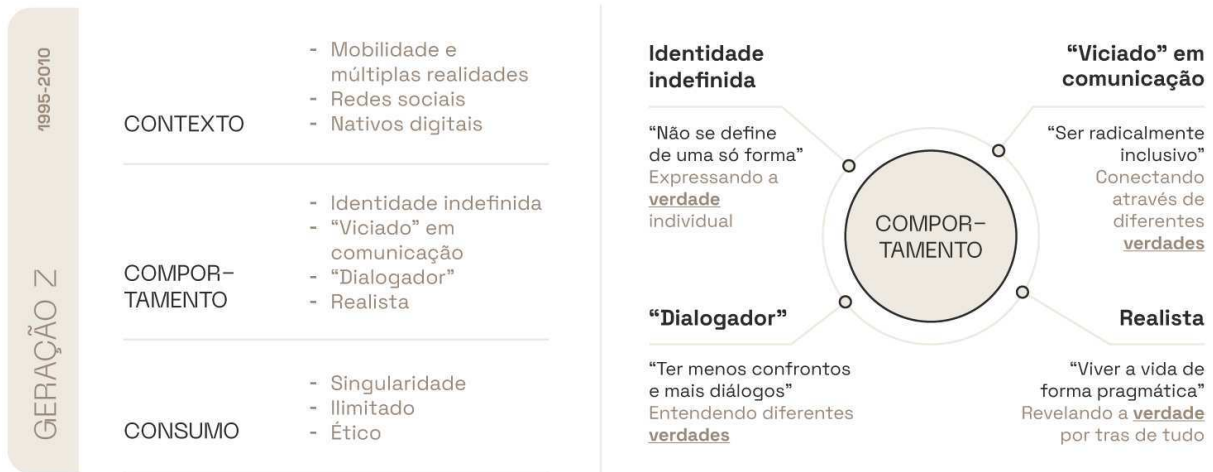 1995-2010
GERAÇÃO Z
CONTEXTO
- Mobilidade e
múltiplas realidades
- Redes sociais
- Nativos digitais
COMPOR-
TAMENTO
- Identidade indefinida
- “Viciado” em
comunicação
- “Dialogador”
- Realista
CONSUMO
- Singularidade
- Ilimitado
- Ético
Identidade
indefinida
“Não se define
de uma só forma”
Expressando a
verdade
individual
“Viciado” em
comunicação
“Ser radicalmente
inclusivo”
Conectando
através de
diferentes
verdades
COMPOR-
TAMENTO
“Dialogador”
“Ter menos confrontos
e mais diálogos”
Entendendo diferentes
verdades
Realista
“Viver a vida de
forma pragmática”
Revelando a verdade
por tras de tudo